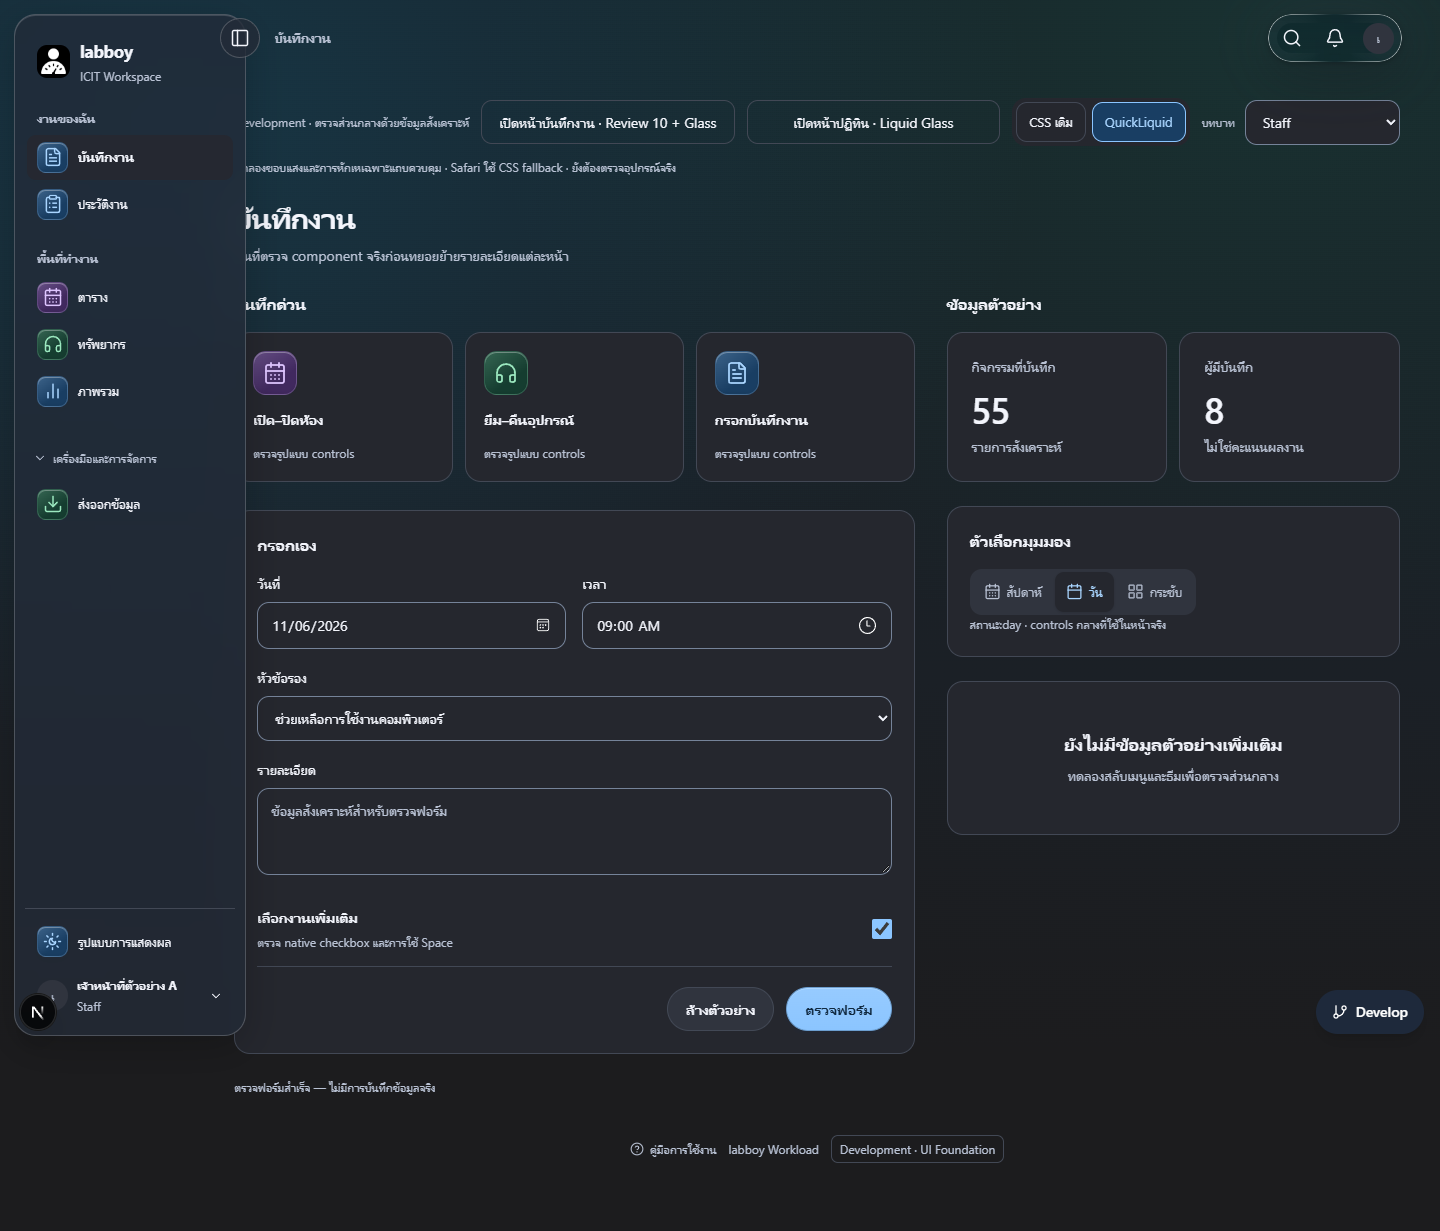 labboy
ICIT Workspace
งานของฉัน
บันทึกงาน
ประวัติงาน
พื้นที่ทำงาน
ตาราง
ทรัพยากร
ภาพรวม
เครื่องมือและการจัดการ
ส่งออกข้อมูล
รูปแบบการแสดงผล
เจ้าหน้าที่ตัวอย่าง A
Staff
N
บันทึกงาน
evelopment · ตรวจส่วนกลางด้วยข้อมูลสังเคราะห์
เปิดหน้าบันทึกงาน · Review 10 + Glass
เปิดหน้าปฏิทิน · Liquid Glass
CSS เดิม
QuickLiquid
บทบาท
Staff
ลองขอบแสงและการหักเหเฉพาะแถบควบคุม · Safari ใช้ CSS fallback · ยังต้องตรวจอุปกรณ์จริง
บันทึกงาน
นที่ตรวจ component จริงก่อนทยอยย้ายรายละเอียดแต่ละหน้า
นทึกด่วน
เปิด–ปิดห้อง
ตรวจรูปแบบ controls
ยืม–คืนอุปกรณ์
ตรวจรูปแบบ controls
กรอกบันทึกงาน
ตรวจรูปแบบ controls
ข้อมูลตัวอย่าง
กิจกรรมที่บันทึก
55
รายการสังเคราะห์
ผู้มีบันทึก
8
ไม่ใช่คะแนนผลงาน
กรอกเอง
วันที่
11/06/2026
เวลา
09:00 AM
หัวข้อรอง
ช่วยเหลือการใช้งานคอมพิวเตอร์
รายละเอียด
ข้อมูลสังเคราะห์สำหรับตรวจฟอร์ม
เลือกงานเพิ่มเติม
ตรวจ native checkbox และการใช้ Space
ล้างตัวอย่าง
ตรวจฟอร์ม
ตัวเลือกมุมมอง
สัปดาห์
วัน
กระชับ
สถานะ:day · controls กลางที่ใช้ในหน้าจริง
ยังไม่มีข้อมูลตัวอย่างเพิ่มเติม
ทดลองสลับเมนูและธีมเพื่อตรวจส่วนกลาง
Develop
ตรวจฟอร์มสำเร็จ — ไม่มีการบันทึกข้อมูลจริง
คู่มือการใช้งาน
labboy Workload
Development · UI Foundation